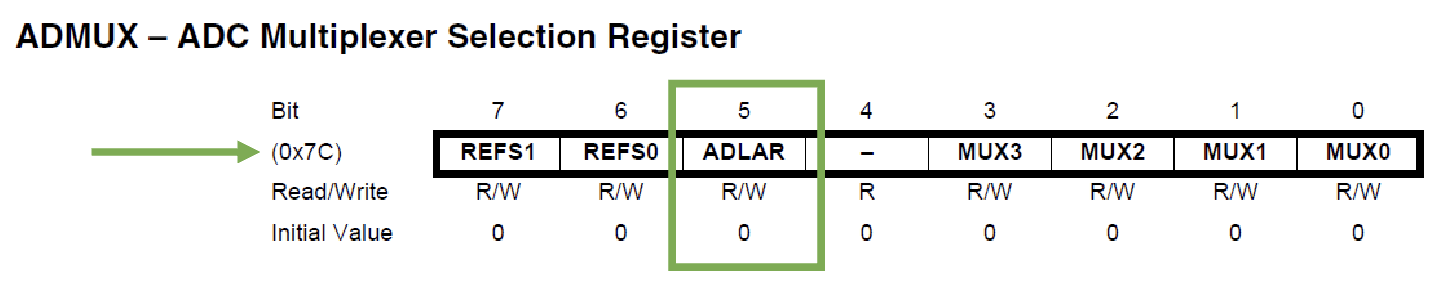 ADMUX – ADC Multiplexer Selection Register
Bit 7 6 5 4 3 2 1 0
(0x7C) REFS1 REFS0 ADLAR – MUX3 MUX2 MUX1 MUX0
Read/Write R/W R/W R/W R R/W R/W R/W R/W
Initial Value 0 0 0 0 0 0 0 0